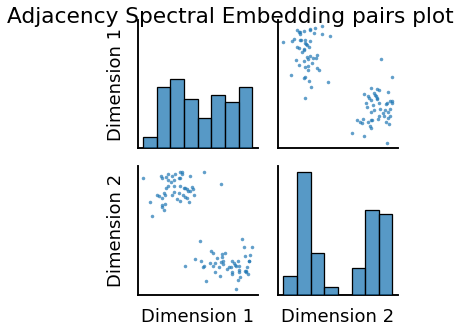 Adjacency Spectral Embedding pairs plot
Dimension 1
Dimension 2
Dimension 1
Dimension 2